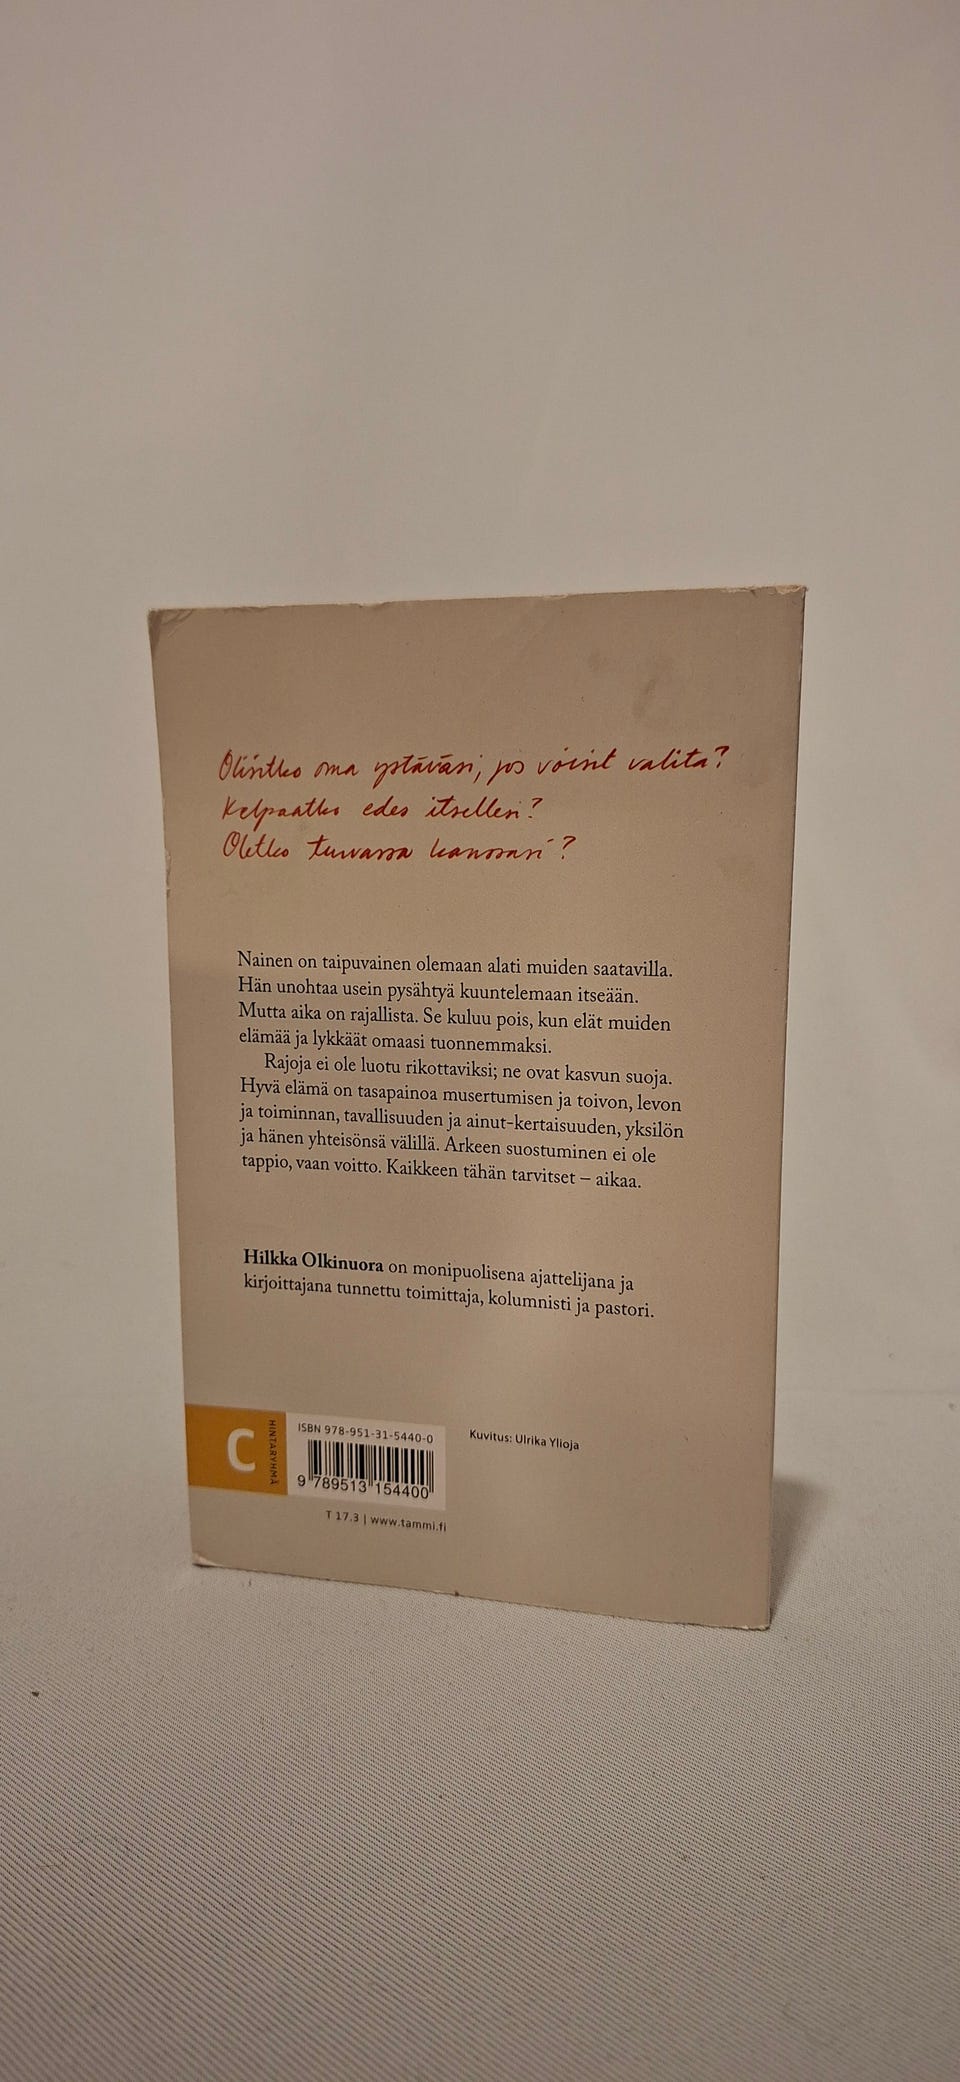 Olisitko oma ystäväsi, jos voisit valita?
Kelpaatko edes itsellesi?
Oletko turvassa kanssasi?
Nainen on taipuvainen olemaan alati muiden saatavilla.
Hän unohtaa usein pysähtyä kuuntelemaan itseään.
Mutta aika on rajallista. Se kuluu pois, kun elät muiden
elämää ja lykkäät omaasi tuonnemmaksi.
Rajoja ei ole luotu rikottaviksi; ne ovat kasvun suoja.
Hyvä elämä on tasapainoa musertumisen ja toivon, levon
ja toiminnan, tavallisuuden ja ainut-kertaisuuden, yksilön
ja hänen yhteisönsä välillä. Arkeen suostuminen ei ole
tappio, vaan voitto. Kaikkeen tähän tarvitset – aikaa.
Hilkka Olkinuora on monipuolisena ajattelijana ja
kirjoittajana tunnettu toimittaja, kolumnisti ja pastori.
C
HINTARYHMÄ
ISBN 978-951-31-5440-0
9 789513 154400
Kuvitus: Ulrika Ylioja
T 17.3 | www.tammi.fi